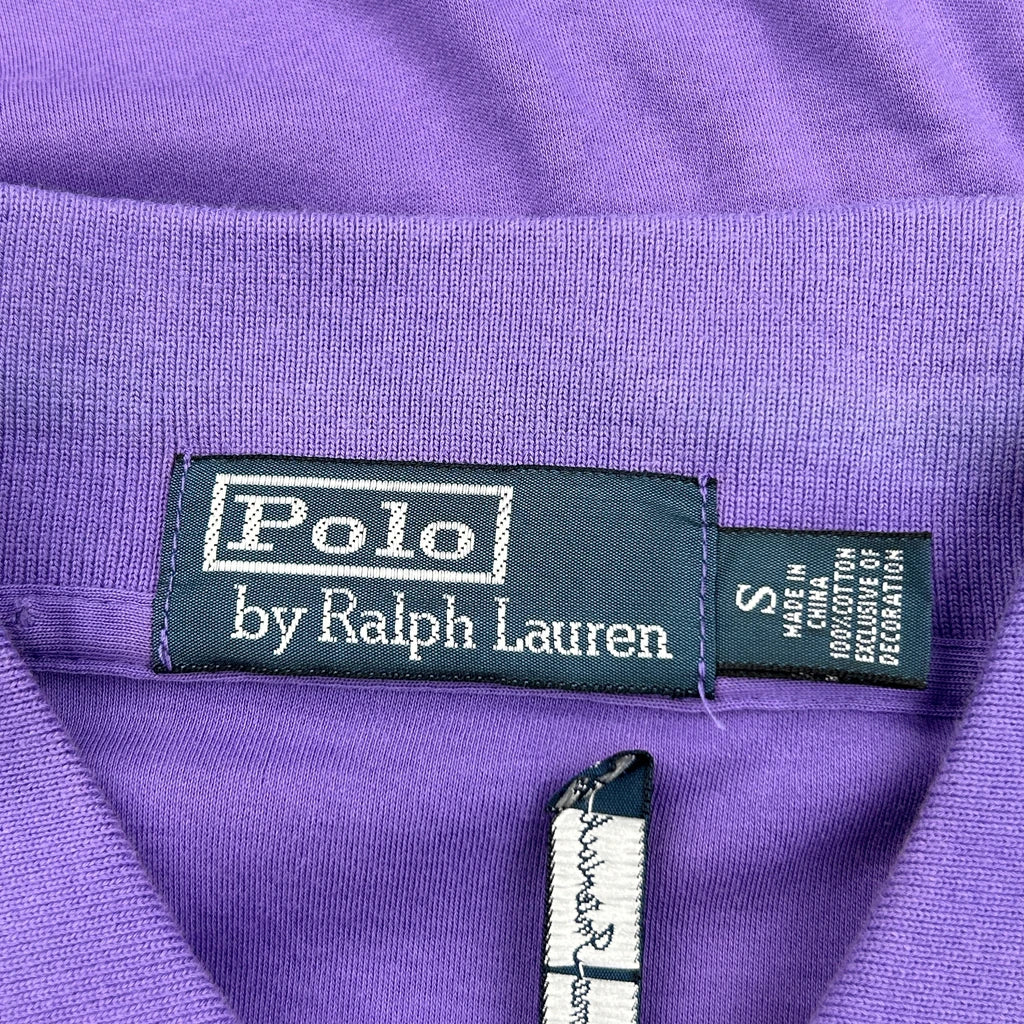 Polo
by Ralph Lauren
S
MADE IN
CHINA
100%COTTON
EXCLUSIVE OF
DECORATION